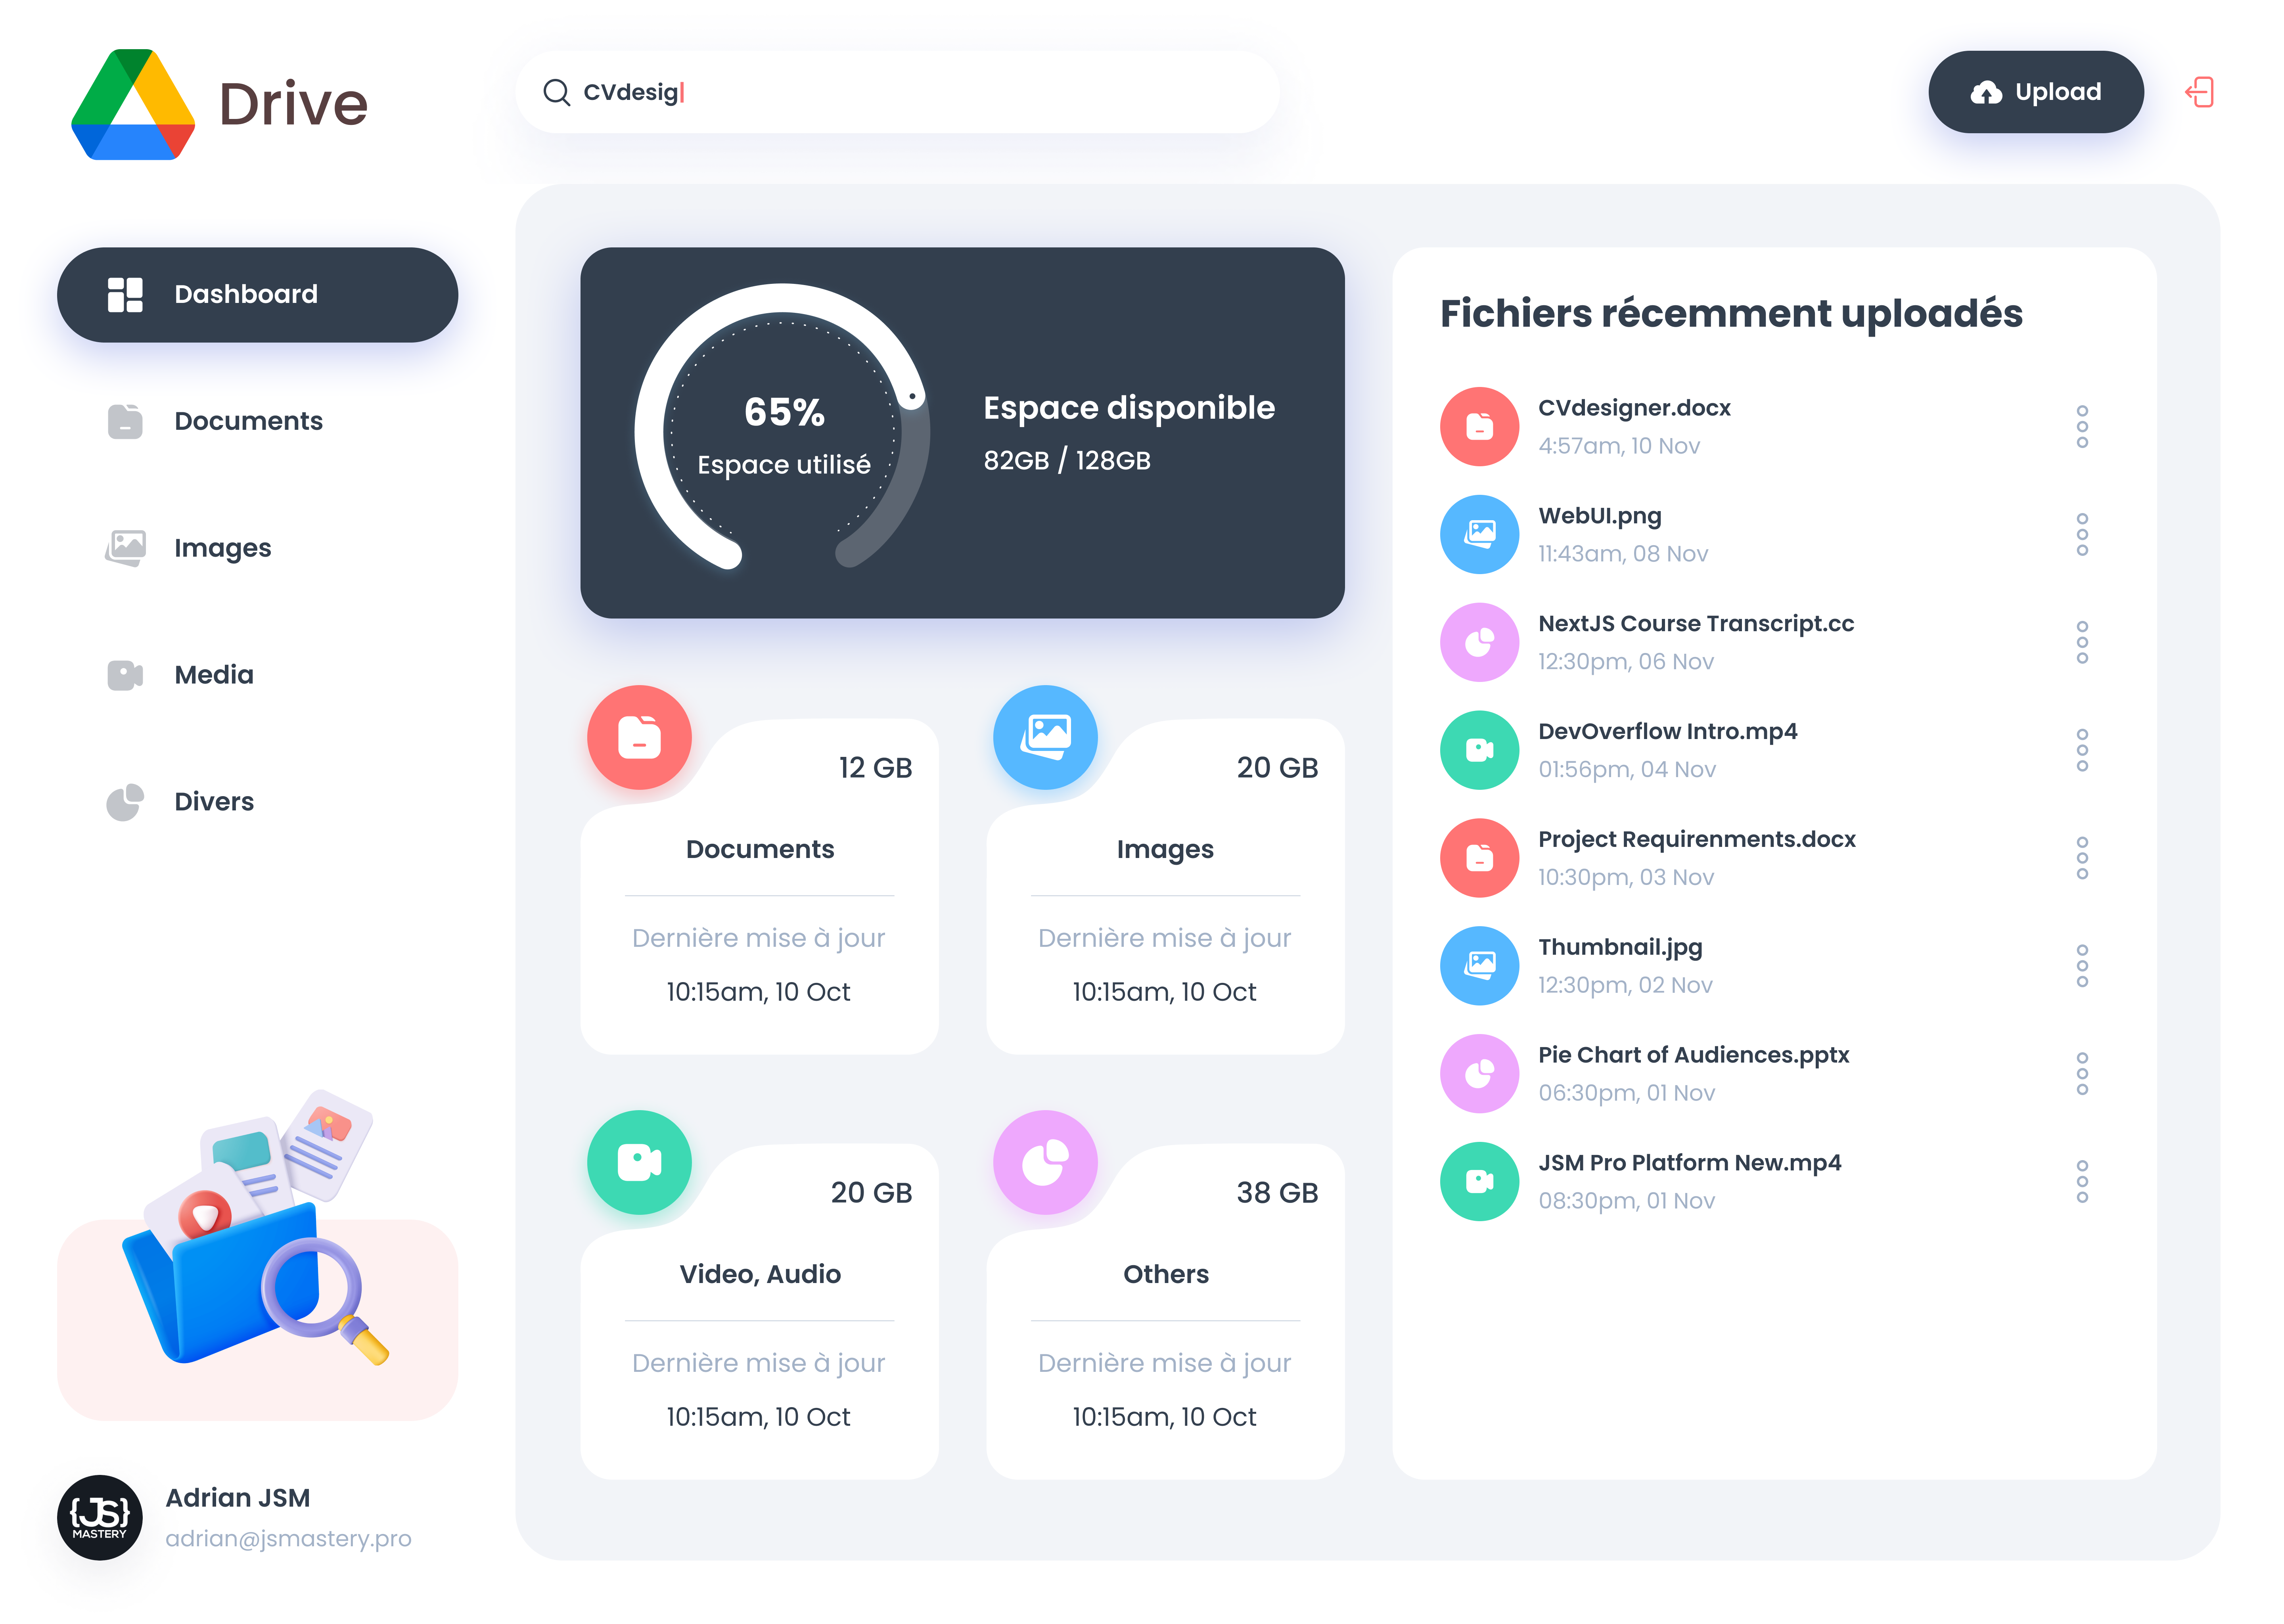 Drive
CVdesig
Upload
Dashboard
Documents
Images
Media
Divers
65%
Espace utilisé
Espace disponible
82GB / 128GB
12 GB
Documents
Dernière mise à jour
10:15am, 10 Oct
20 GB
Images
Dernière mise à jour
10:15am, 10 Oct
20 GB
Video, Audio
Dernière mise à jour
10:15am, 10 Oct
38 GB
Others
Dernière mise à jour
10:15am, 10 Oct
Fichiers récemment uploadés
CVdesigner.docx
4:57am, 10 Nov
WebUI.png
11:43am, 08 Nov
NextJS Course Transcript.cc
12:30pm, 06 Nov
DevOverflow Intro.mp4
01:56pm, 04 Nov
Project Requirenments.docx
10:30pm, 03 Nov
Thumbnail.jpg
12:30pm, 02 Nov
Pie Chart of Audiences.pptx
06:30pm, 01 Nov
JSM Pro Platform New.mp4
08:30pm, 01 Nov
{JS}
MASTERY
Adrian JSM
adrian@jsmastery.pro